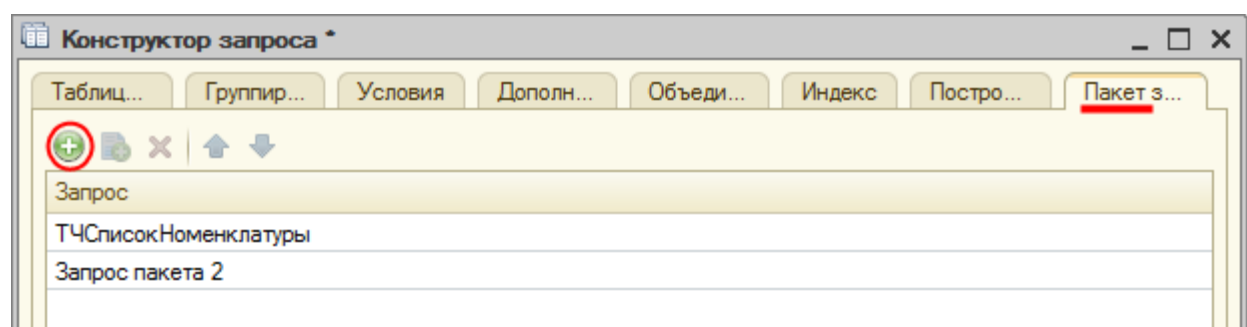 Конструктор запроса *
Таблиц... Группир... Условия Дополн... Объеди... Индекс Постро... Пакет з...
Запрос
ТЧСписокНоменклатуры
Запрос пакета 2